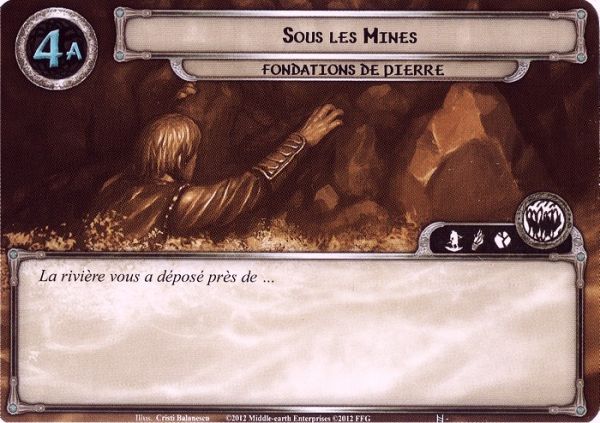 4A
SOUS LES MINES
FONDATIONS DE PIERRE
La rivière vous a déposé près de ...
Illus. Cristi Balanescu ©2012 Middle-earth Enterprises ©2012 FFG